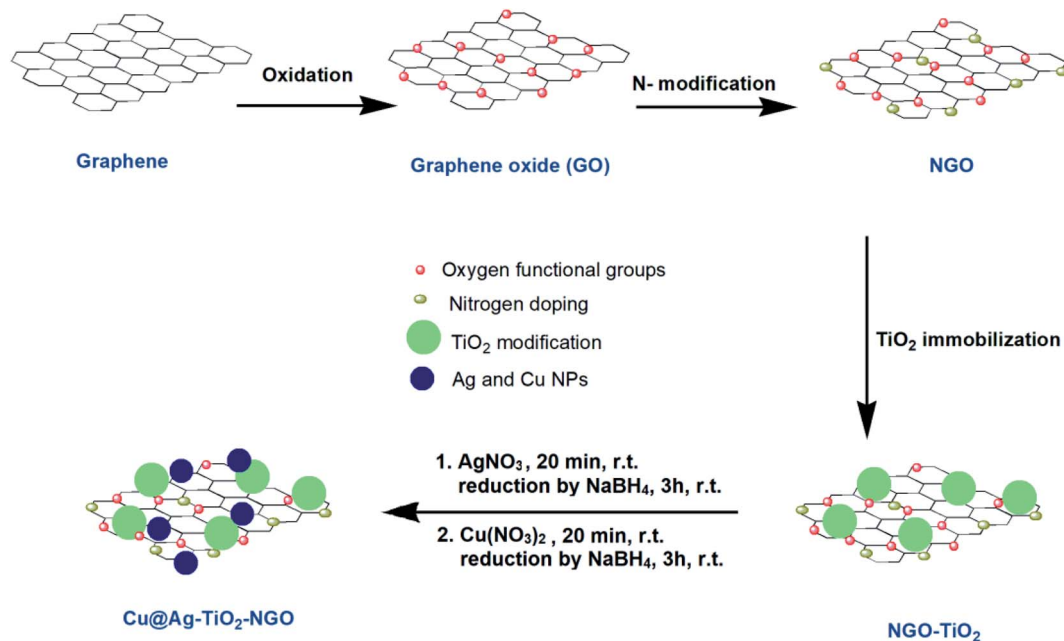 Oxidation
N- modification
Graphene
Graphene oxide (GO)
NGO
Oxygen functional groups
Nitrogen doping
TiO₂ modification
Ag and Cu NPs
TiO₂ immobilization
1. AgNO₃ , 20 min, r.t.
reduction by NaBH₄, 3h, r.t.
2. Cu(NO₃)₂ , 20 min, r.t.
reduction by NaBH₄, 3h, r.t.
Cu@Ag-TiO₂-NGO
NGO-TiO₂